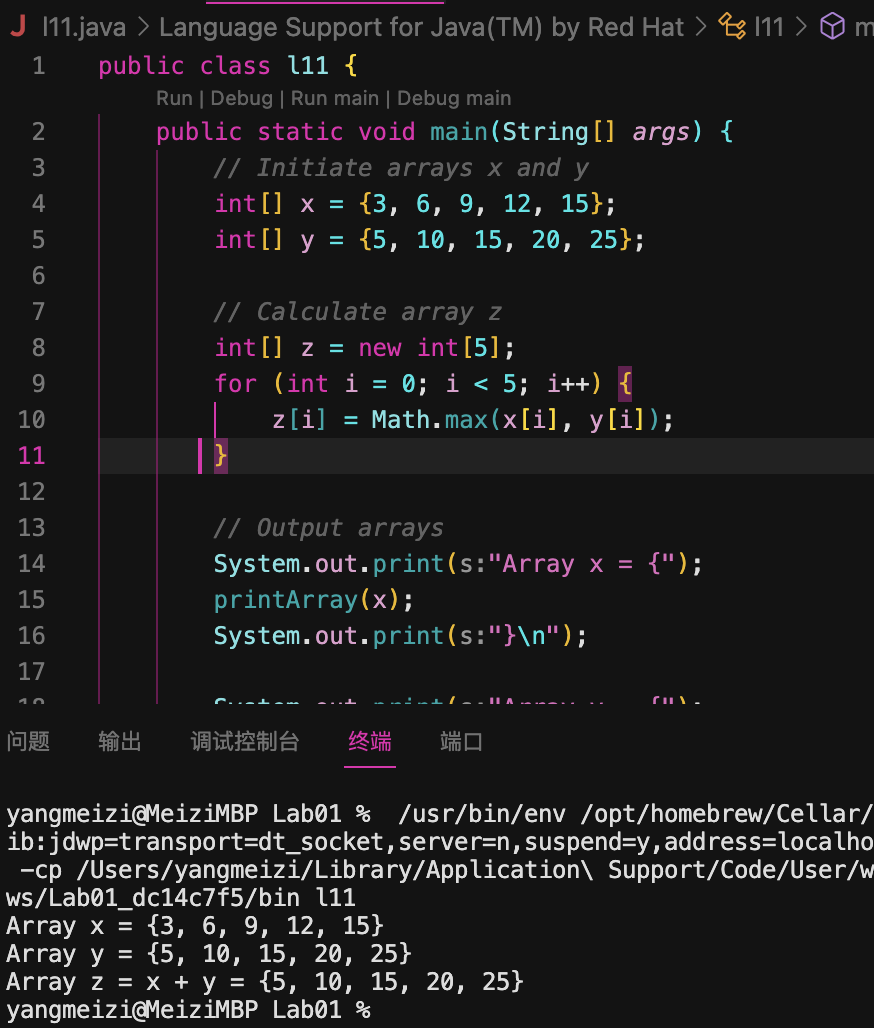 J l11.java > Language Support for Java(TM) by Red Hat > l11 > m
1 public class l11 {
Run | Debug | Run main | Debug main
2 public static void main(String[] args) {
3 // Initiate arrays x and y
4 int[] x = {3, 6, 9, 12, 15};
5 int[] y = {5, 10, 15, 20, 25};
6
7 // Calculate array z
8 int[] z = new int[5];
9 for (int i = 0; i < 5; i++) {
10 z[i] = Math.max(x[i], y[i]);
11 }
12
13 // Output arrays
14 System.out.print(s:"Array x = {");
15 printArray(x);
16 System.out.print(s:"}\n");
17
18 System.out.print(s:"Array y = {");
问题 输出 调试控制台 终端 端口
yangmeizi@MeiziMBP Lab01 % /usr/bin/env /opt/homebrew/Cellar/
ib:jdwp=transport=dt_socket,server=n,suspend=y,address=localho
-cp /Users/yangmeizi/Library/Application\ Support/Code/User/w
ws/Lab01_dc14c7f5/bin l11
Array x = {3, 6, 9, 12, 15}
Array y = {5, 10, 15, 20, 25}
Array z = x + y = {5, 10, 15, 20, 25}
yangmeizi@MeiziMBP Lab01 %